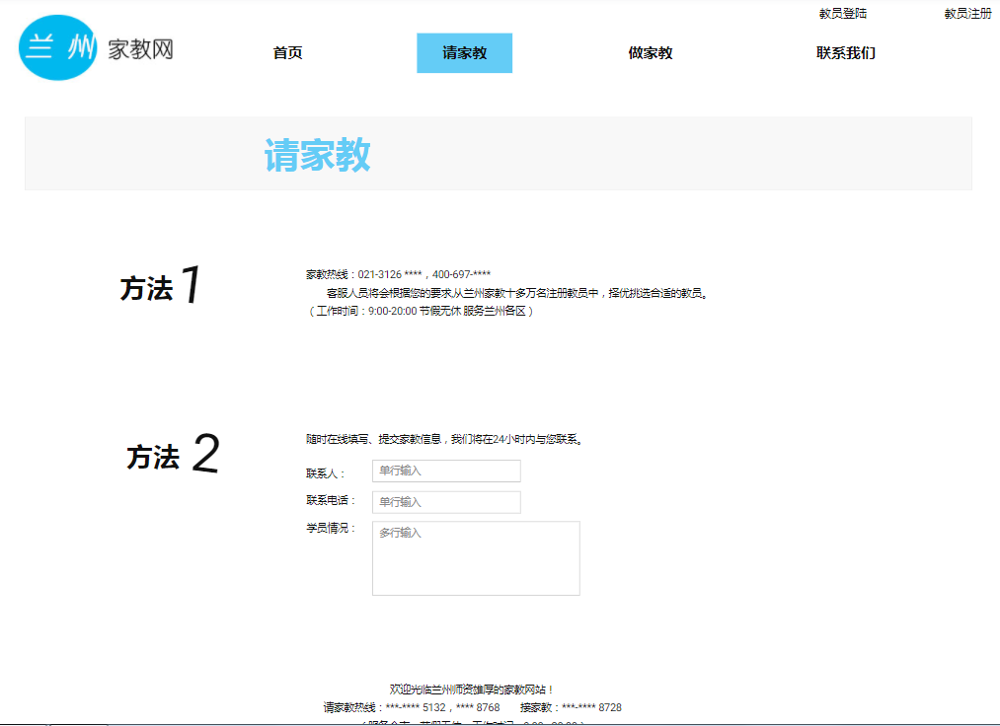 教员登陆 教员注册
兰 州 家教网 首页 请家教 做家教 联系我们
请家教
方法 1
家教热线：021-3126 ****，400-697-****
客服人员将会根据您的要求,从兰州家教十多万名注册教员中，择优挑选合适的教员。
（工作时间：9:00-20:00 节假无休 服务兰州各区）
方法 2
随时在线填写、提交家教信息，我们将在24小时内与您联系。
联系人： 单行输入
联系电话： 单行输入
学员情况： 多行输入
欢迎光临兰州师资雄厚的家教网站！
请家教热线：***-**** 5132，**** 8768 接家教：***-**** 8728